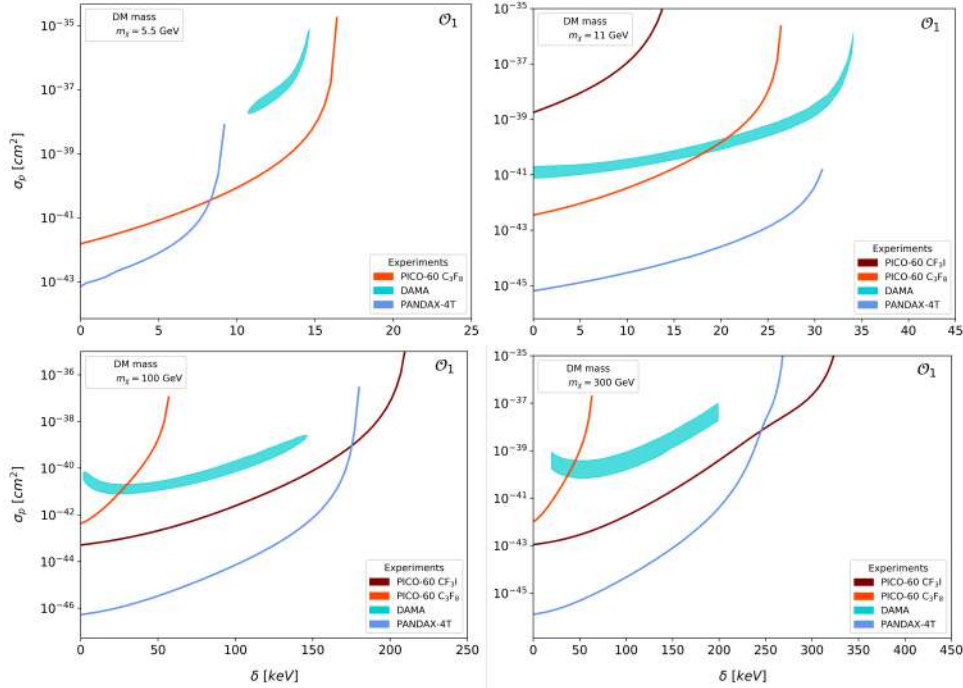 DM mass
m_χ = 5.5 GeV
𝒪₁
10⁻³⁵
10⁻³⁷
10⁻³⁹
10⁻⁴¹
10⁻⁴³
σ_p [cm²]
Experiments
PICO-60 C₃F₈
DAMA
PANDAX-4T
0 5 10 15 20 25
DM mass
m_χ = 11 GeV
𝒪₁
10⁻³⁵
10⁻³⁷
10⁻³⁹
10⁻⁴¹
10⁻⁴³
10⁻⁴⁵
Experiments
PICO-60 CF₃I
PICO-60 C₃F₈
DAMA
PANDAX-4T
0 5 10 15 20 25 30 35 40 45
DM mass
m_χ = 100 GeV
𝒪₁
10⁻³⁶
10⁻³⁸
10⁻⁴⁰
10⁻⁴²
10⁻⁴⁴
10⁻⁴⁶
σ_p [cm²]
Experiments
PICO-60 CF₃I
PICO-60 C₃F₈
DAMA
PANDAX-4T
0 50 100 150 200 250
δ [keV]
DM mass
m_χ = 300 GeV
𝒪₁
10⁻³⁵
10⁻³⁷
10⁻³⁹
10⁻⁴¹
10⁻⁴³
10⁻⁴⁵
Experiments
PICO-60 CF₃I
PICO-60 C₃F₈
DAMA
PANDAX-4T
0 50 100 150 200 250 300 350 400 450
δ [keV]